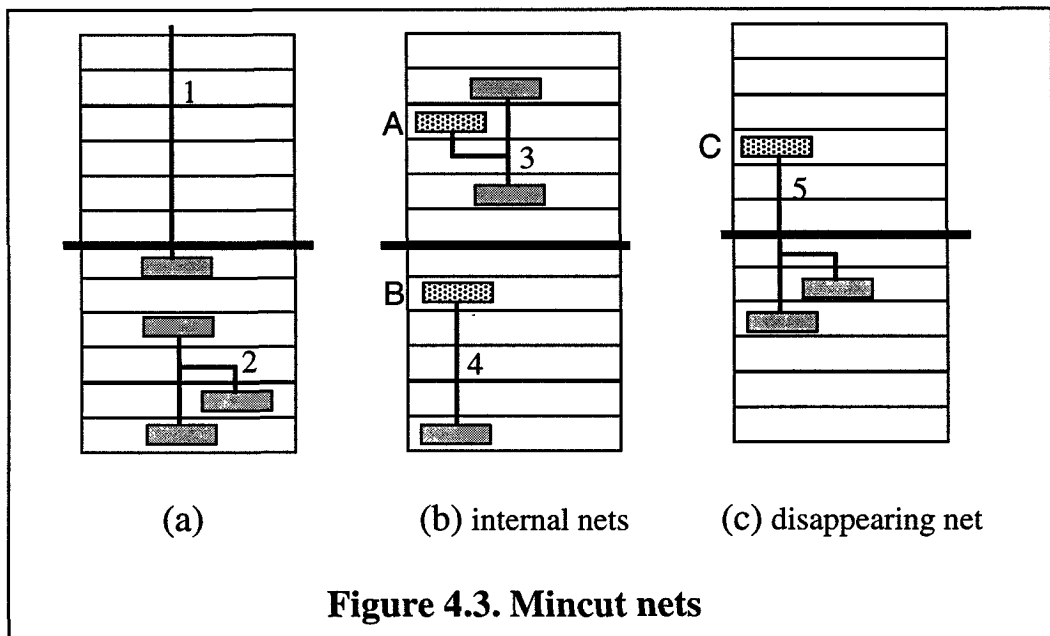 1
2
(a)
A
3
B
4
(b) internal nets
C
5
(c) disappearing net
Figure 4.3. Mincut nets